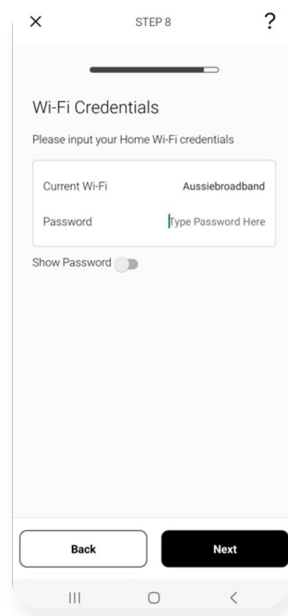 STEP 8 ?
Wi-Fi Credentials
Please input your Home Wi-Fi credentials
Current Wi-Fi Aussiebroadband
Password Type Password Here
Show Password
Back Next